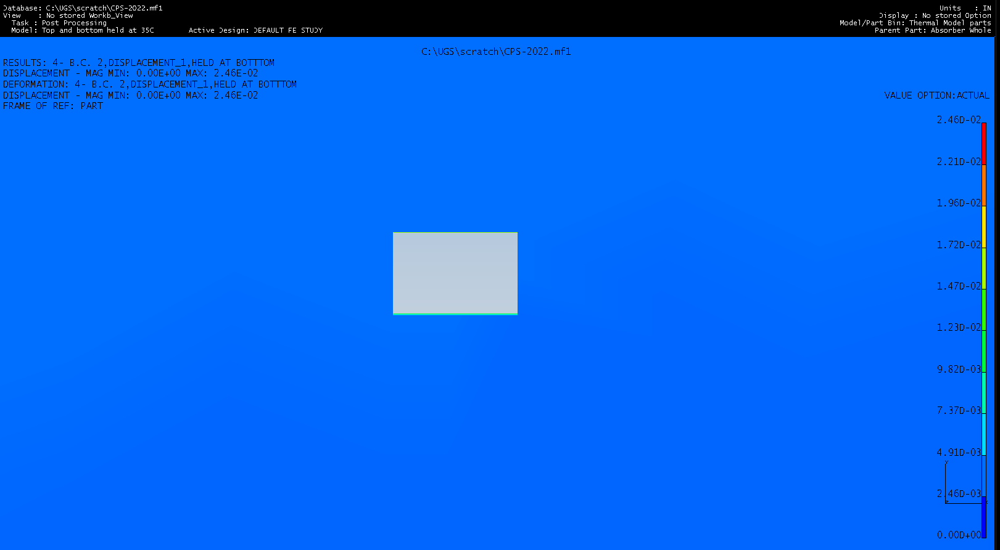 Database: C:\UGS\scratch\CPS-2022.mf1
Units : IN
View : No stored Workb_View
Display : No stored Option
Task : Post Processing
Model/Part Bin: Thermal Model parts
Model: Top and bottom held at 35C Active Design: DEFAULT FE STUDY
Parent Part: Absorber Whole
C:\UGS\scratch\CPS-2022.mf1
RESULTS: 4- B.C. 2,DISPLACEMENT_1,HELD AT BOTTTOM
DISPLACEMENT - MAG MIN: 0.00E+00 MAX: 2.46E-02
DEFORMATION: 4- B.C. 2,DISPLACEMENT_1,HELD AT BOTTTOM
DISPLACEMENT - MAG MIN: 0.00E+00 MAX: 2.46E-02
VALUE OPTION:ACTUAL
FRAME OF REF: PART
2.46D-02
2.21D-02
1.96D-02
1.72D-02
1.47D-02
1.23D-02
9.82D-03
7.37D-03
4.91D-03
Y
2.46D-03
0.00D+00